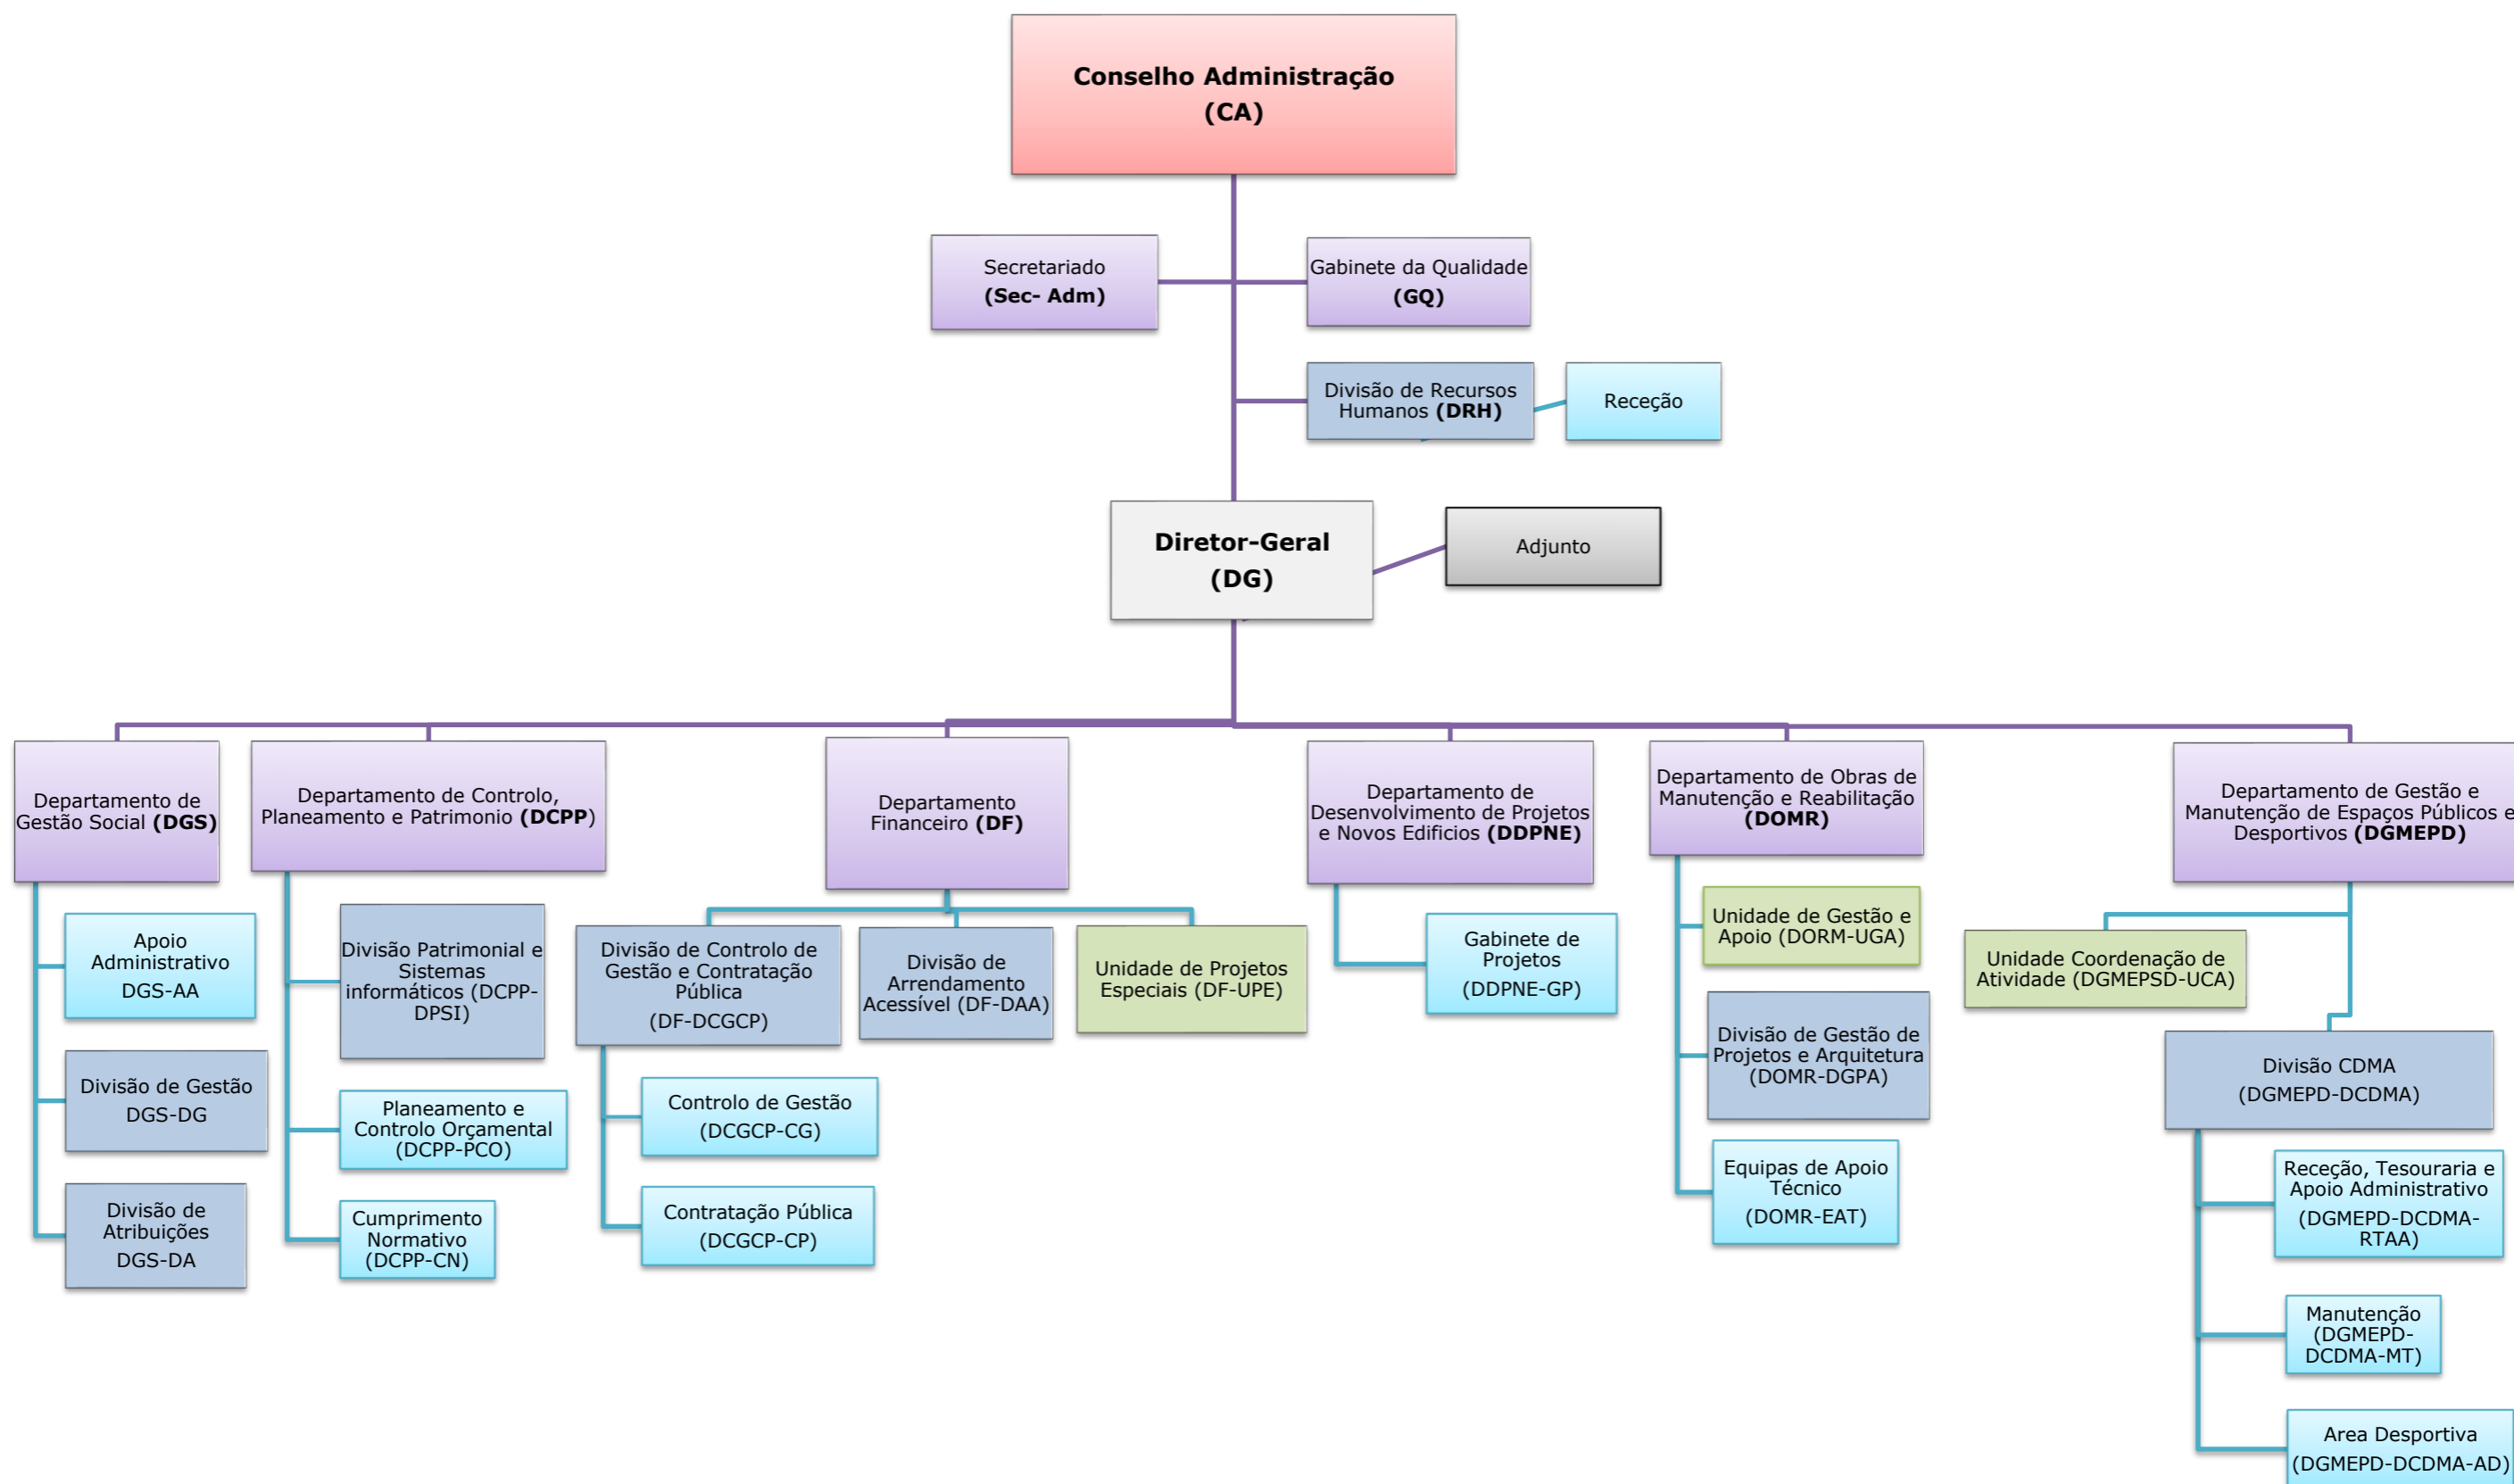 Conselho Administração
(CA)
Secretariado
(Sec- Adm)
Gabinete da Qualidade
(GQ)
Divisão de Recursos
Humanos (DRH)
Receção
Diretor-Geral
(DG)
Adjunto
Departamento de
Gestão Social (DGS)
Apoio
Administrativo
DGS-AA
Divisão de Gestão
DGS-DG
Divisão de
Atribuições
DGS-DA
Departamento de Controlo,
Planeamento e Patrimonio (DCPP)
Divisão Patrimonial e
Sistemas
informáticos (DCPP-
DPSI)
Planeamento e
Controlo Orçamental
(DCPP-PCO)
Cumprimento
Normativo
(DCPP-CN)
Departamento
Financeiro (DF)
Divisão de Controlo de
Gestão e Contratação
Pública
(DF-DCGCP)
Controlo de Gestão
(DCGCP-CG)
Contratação Pública
(DCGCP-CP)
Divisão de
Arrendamento
Acessível (DF-DAA)
Unidade de Projetos
Especiais (DF-UPE)
Departamento de
Desenvolvimento de Projetos
e Novos Edificios (DDPNE)
Gabinete de
Projetos
(DDPNE-GP)
Departamento de Obras de
Manutenção e Reabilitação
(DOMR)
Unidade de Gestão e
Apoio (DORM-UGA)
Divisão de Gestão de
Projetos e Arquitetura
(DOMR-DGPA)
Equipas de Apoio
Técnico
(DOMR-EAT)
Departamento de Gestão e
Manutenção de Espaços Públicos e
Desportivos (DGMEPD)
Unidade Coordenação de
Atividade (DGMEPSD-UCA)
Divisão CDMA
(DGMEPD-DCDMA)
Receção, Tesouraria e
Apoio Administrativo
(DGMEPD-DCDMA-
RTAA)
Manutenção
(DGMEPD-
DCDMA-MT)
Area Desportiva
(DGMEPD-DCDMA-AD)